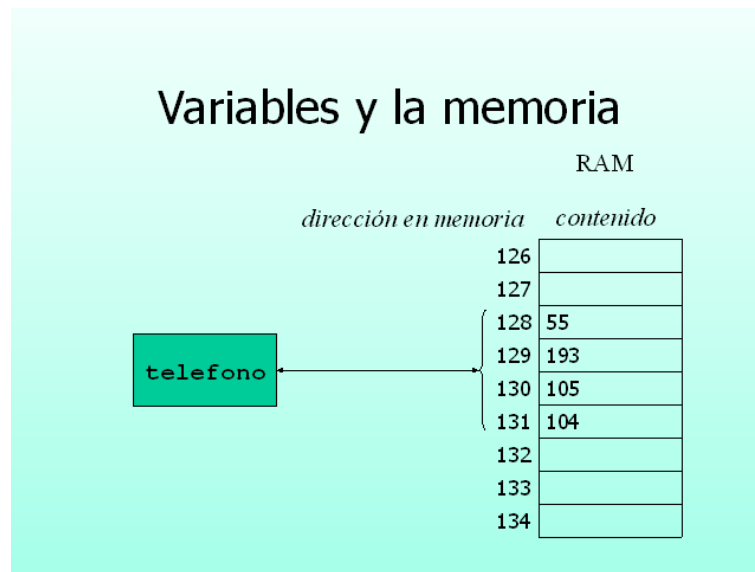 Variables y la memoria
RAM
dirección en memoria contenido
126
127
128 55
129 193
telefono
130 105
131 104
132
133
134